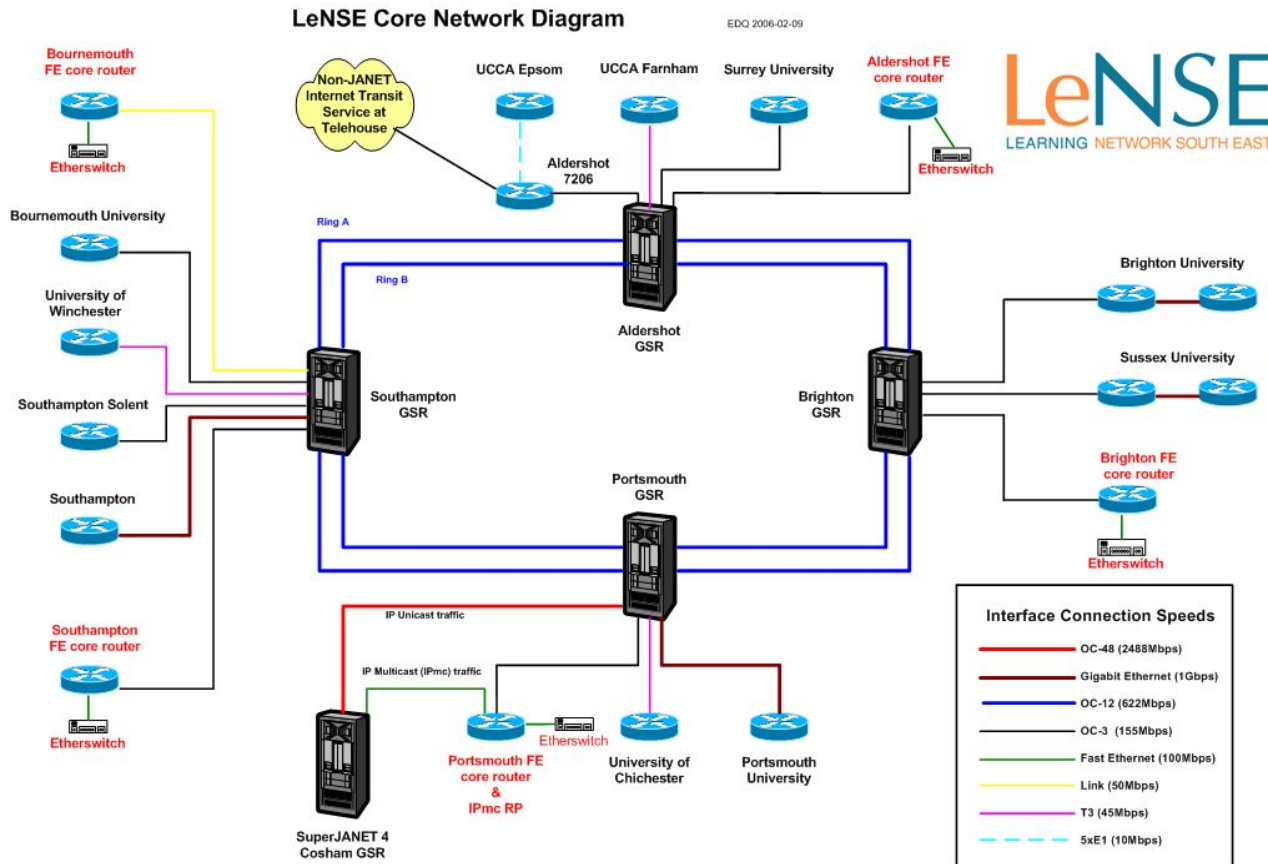 LeNSE Core Network Diagram
EDQ 2006-02-09
Bournemouth
FE core router
Etherswitch
Non-JANET
Internet Transit
Service at
Telehouse
UCCA Epsom
UCCA Farnham
Surrey University
Aldershot FE
core router
Etherswitch
LeNSE
LEARNING NETWORK SOUTH EAST
Aldershot
7206
Bournemouth University
Ring A
Ring B
Aldershot
GSR
University of
Winchester
Southampton
GSR
Southampton Solent
Southampton
Brighton University
Sussex University
Brighton
GSR
Brighton FE
core router
Etherswitch
Portsmouth
GSR
Southampton
FE core router
Etherswitch
IP Unicast traffic
IP Multicast (IPmc) traffic
SuperJANET 4
Cosham GSR
Etherswitch
Portsmouth FE
core router
&
IPmc RP
University of
Chichester
Portsmouth
University
Interface Connection Speeds
OC-48 (2488Mbps)
Gigabit Ethernet (1Gbps)
OC-12 (622Mbps)
OC-3 (155Mbps)
Fast Ethernet (100Mbps)
Link (50Mbps)
T3 (45Mbps)
5xE1 (10Mbps)